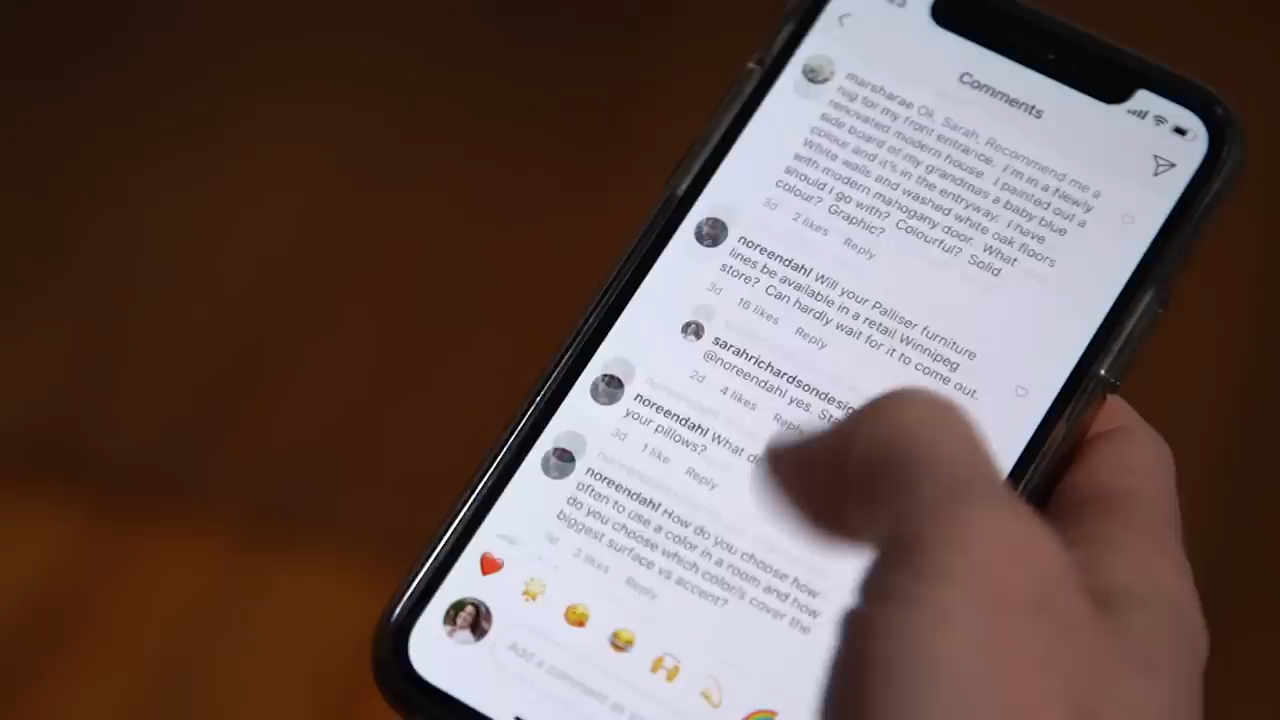 Comments
marsharae Ok, Sarah, Recommend me a
rug for my front entrance. I'm in a Newly
renovated modern house. I painted out a
side board of my grandmas a baby blue
colour and it's in the entryway. I have
White walls and washed white oak floors
with modern mahogany door. What
should I go with? Colourful? Solid
colour? Graphic?
3d 2 likes Reply
noreendahl Will your Palliser furniture
lines be available in a retail Winnipeg
store? Can hardly wait for it to come out.
3d 16 likes Reply
sarahrichardsondesign
@noreendahl yes.
2d 4 likes Reply
noreendahl What
your pillows?
3d 1 like Reply
noreendahl How do you choose how
often to use a color in a room and how
do you choose which color/s cover the
biggest surface vs accent?
3d 3 likes Reply
Add a comment as